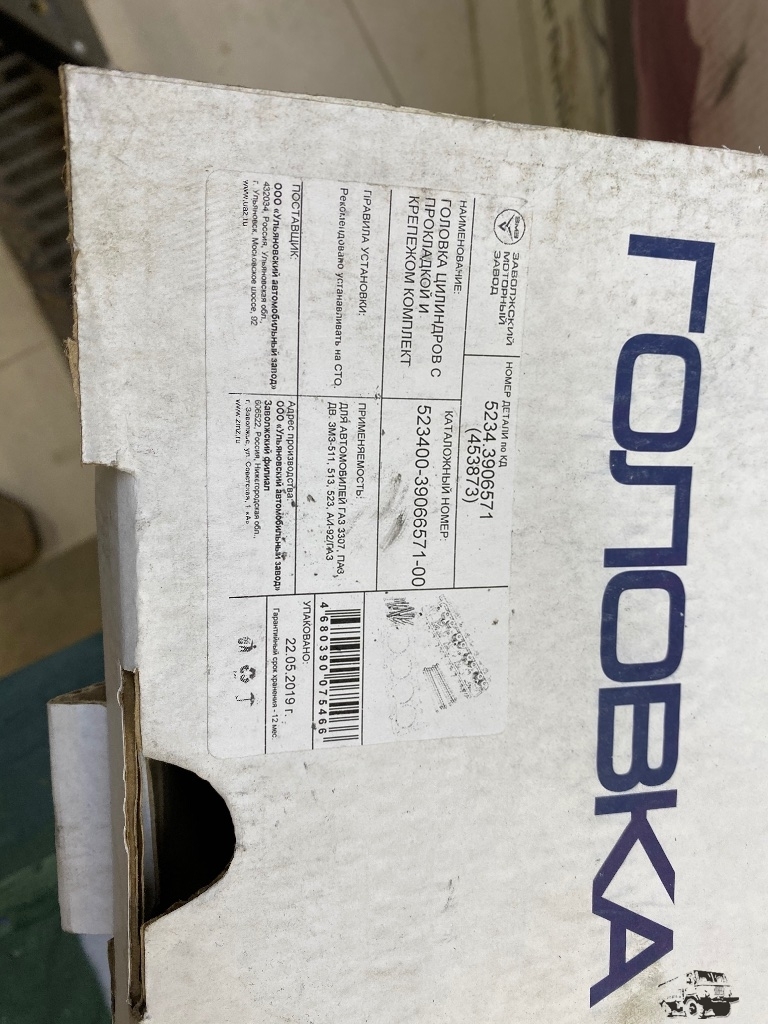 ГОЛОВКА
ЗМЗ
ЗАВОЛЖСКИЙ
МОТОРНЫЙ
ЗАВОД
НОМЕР ДЕТАЛИ по КД
5234.3906571
(453873)
НАИМЕНОВАНИЕ:
ГОЛОВКА ЦИЛИНДРОВ С
ПРОКЛАДКОЙ И
КРЕПЕЖОМ КОМПЛЕКТ
КАТАЛОЖНЫЙ НОМЕР:
523400-39066571-00
ПРАВИЛА УСТАНОВКИ:
Рекомендовано устанавливать на СТО.
ПРИМЕНЯЕМОСТЬ:
ДЛЯ АВТОМОБИЛЕЙ ГАЗ 3307, ПАЗ,
ДВ. ЗМЗ-511, 513, 523, АИ-92/ГАЗ
4 680390 075466
ПОСТАВЩИК:
ООО «Ульяновский автомобильный завод»
432034, Россия, Ульяновская обл.,
г. Ульяновск, Московское шоссе, 92
www.uaz.ru
Адрес производства:
ООО «Ульяновский автомобильный завод»
Заволжский филиал
606522, Россия, Нижегородская обл.
г. Заволжье, ул. Советская, 1 «А»
www.zmz.ru
УПАКОВАНО:
22.05.2019 г.
Гарантийный срок хранения - 12 мес.